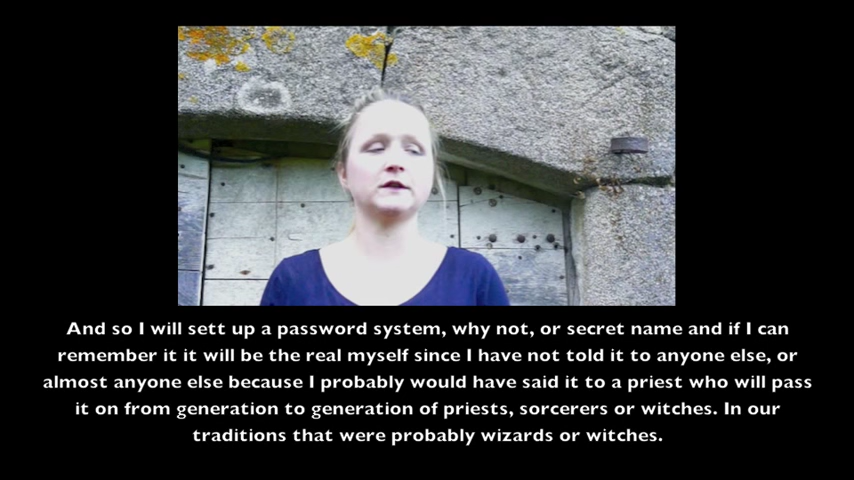 And so I will sett up a password system, why not, or secret name and if I can
remember it it will be the real myself since I have not told it to anyone else, or
almost anyone else because I probably would have said it to a priest who will pass
it on from generation to generation of priests, sorcerers or witches. In our
traditions that were probably wizards or witches.